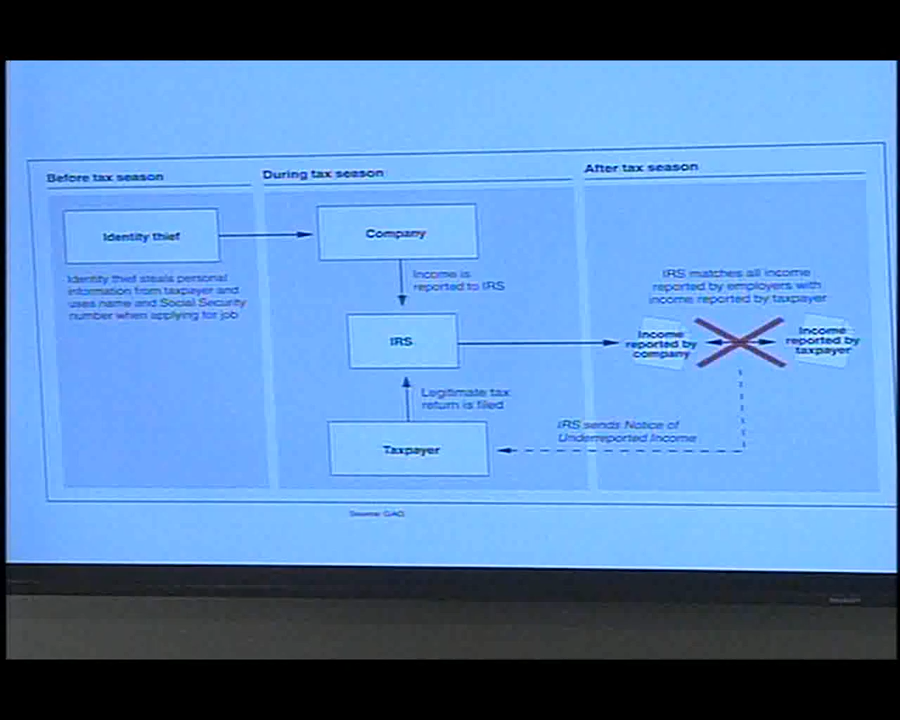 Before tax season
During tax season
After tax season
Identity thief
Identity thief steals personal
information from taxpayer and
uses name and Social Security
number when applying for job
Company
Income is
reported to IRS
IRS
Legitimate tax
return is filed
Taxpayer
IRS matches all income
reported by employers with
income reported by taxpayer
Income
reported by
company
Income
reported by
taxpayer
IRS sends Notice of
Underreported Income
Source: GAO